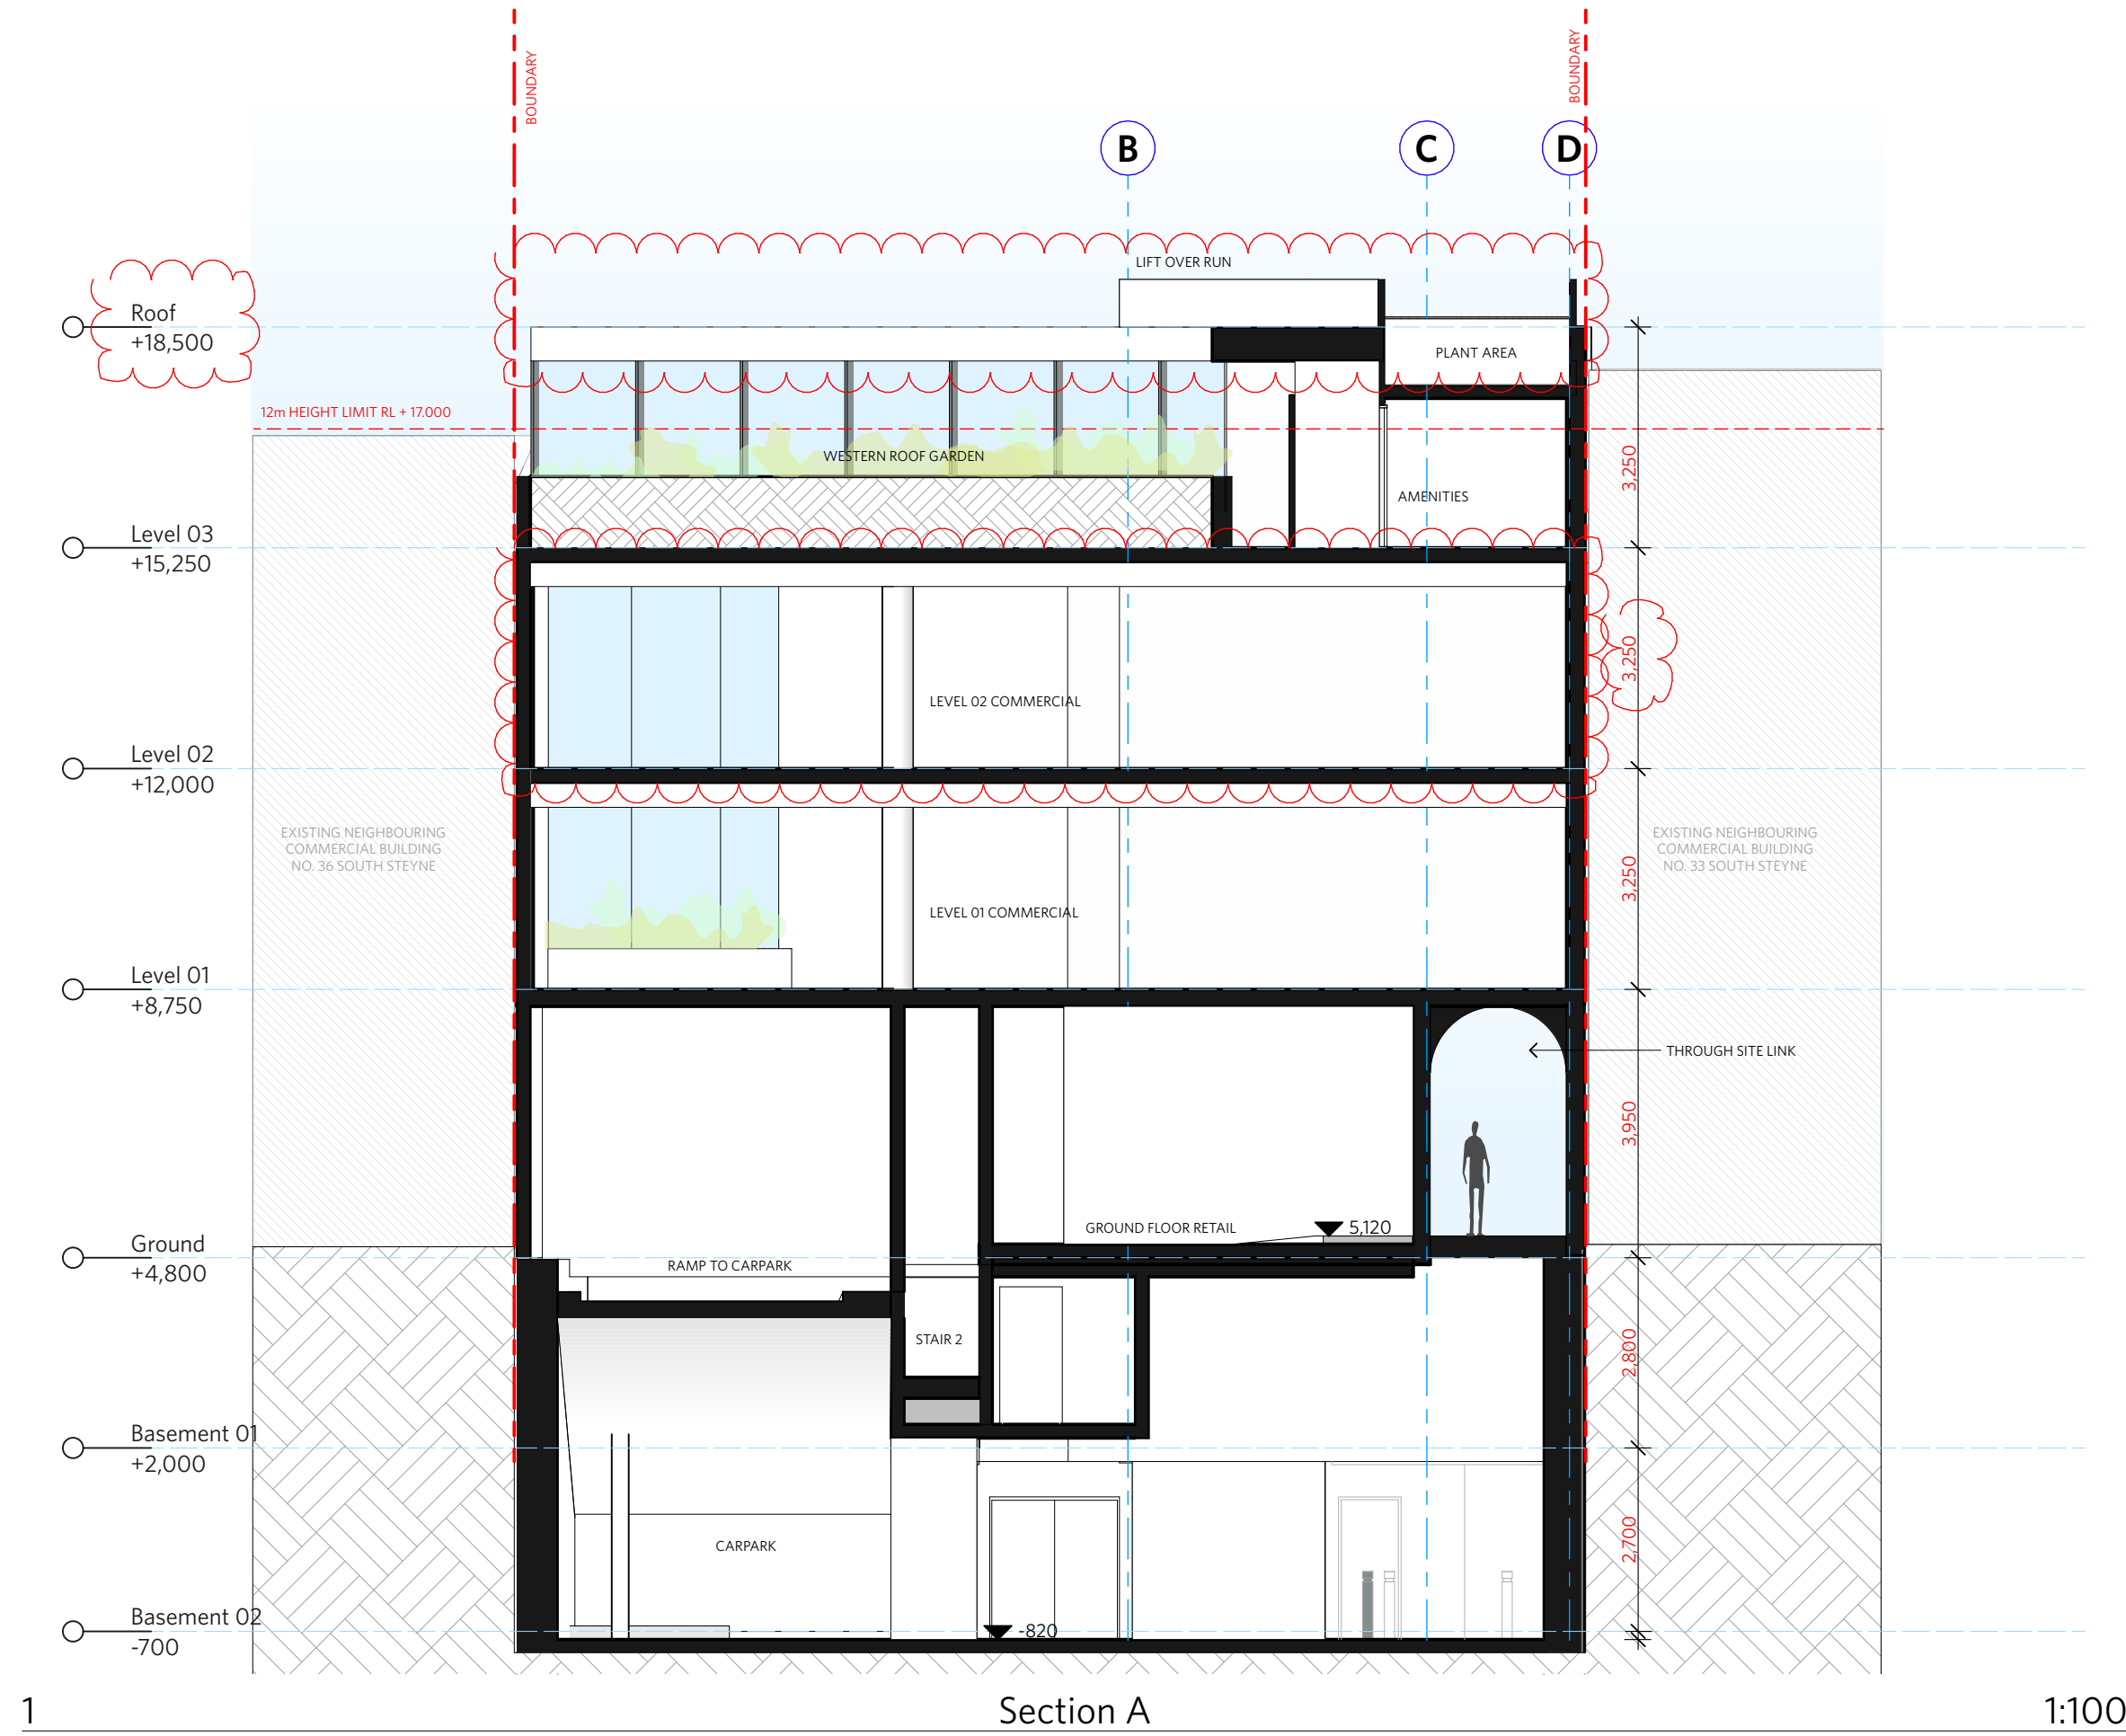 BOUNDARY
BOUNDARY
B
C
D
LIFT OVER RUN
Roof
+18,500
PLANT AREA
12m HEIGHT LIMIT RL + 17.000
WESTERN ROOF GARDEN
3,250
AMENITIES
Level 03
+15,250
3,250
LEVEL 02 COMMERCIAL
Level 02
+12,000
EXISTING NEIGHBOURING
COMMERCIAL BUILDING
NO. 36 SOUTH STEYNE
EXISTING NEIGHBOURING
COMMERCIAL BUILDING
NO. 33 SOUTH STEYNE
3,250
LEVEL 01 COMMERCIAL
Level 01
+8,750
THROUGH SITE LINK
3,950
GROUND FLOOR RETAIL
5,120
Ground
+4,800
RAMP TO CARPARK
STAIR 2
2,800
Basement 01
+2,000
CARPARK
2,700
Basement 02
-700
-820
1
Section A
1:100